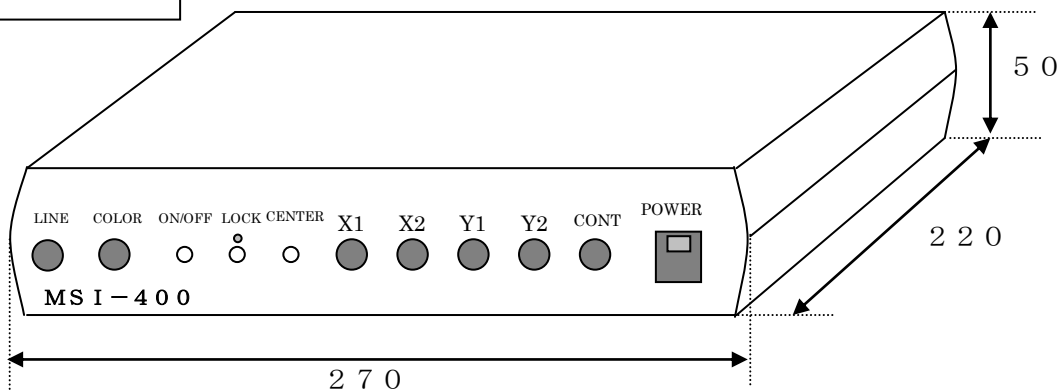 ５０
LINE COLOR ON/OFF LOCK CENTER X1 X2 Y1 Y2 CONT POWER
２２０
ＭＳＩ－４００
２７０